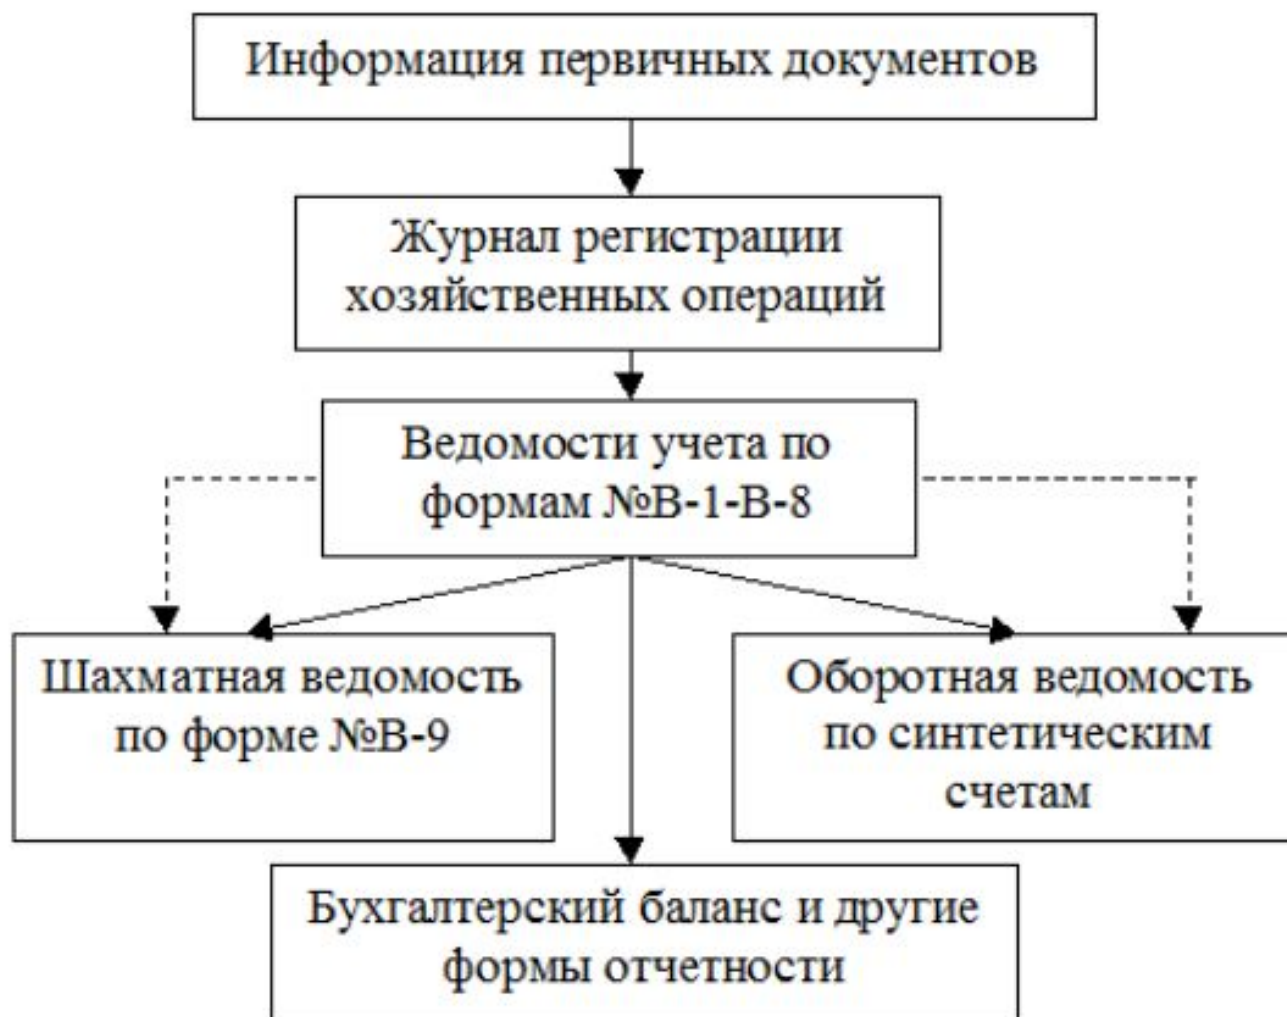 Информация первичных документов
Журнал регистрации
хозяйственных операций
Ведомости учета по
формам №В-1-В-8
Шахматная ведомость
по форме №В-9
Оборотная ведомость
по синтетическим
счетам
Бухгалтерский баланс и другие
формы отчетности